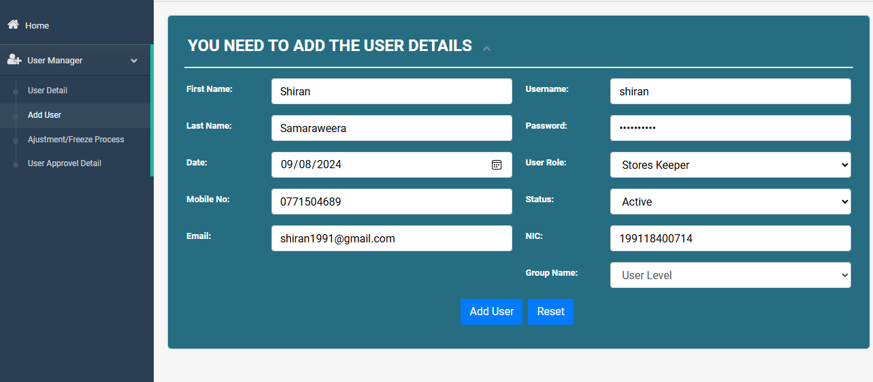 Home
User Manager
User Detail
Add User
Ajustment/Freeze Process
User Approvel Detail
YOU NEED TO ADD THE USER DETAILS
First Name: Shiran Username: shiran
Last Name: Samaraweera Password: ••••••••••
Date: 09/08/2024 User Role: Stores Keeper
Mobile No: 0771504689 Status: Active
Email: shiran1991@gmail.com NIC: 199118400714
Group Name: User Level
Add User Reset